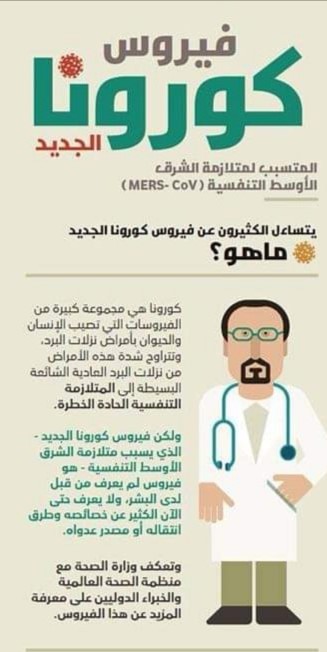 فيروس
كورونا
الجديد
المتسبب لمتلازمة الشرق
الأوسط التنفسية (MERS- CoV)
يتساءل الكثيرون عن فيروس كورونا الجديد
ماهو؟
كورونا هي مجموعة كبيرة من
الفيروسات التي تصيب الإنسان
والحيوان بأمراض نزلات البرد،
وتتراوح شدة هذه الأمراض
من نزلات البرد العادية الشائعة
البسيطة إلى المتلازمة
التنفسية الحادة الخطرة.
ولكن فيروس كورونا الجديد -
الذي يسبب متلازمة الشرق
الأوسط التنفسية - هو
فيروس لم يعرف من قبل
لدى البشر، ولا يعرف حتى
الآن الكثير عن خصائصه وطرق
انتقاله أو مصدر عدواه.
وتعكف وزارة الصحة مع
منظمة الصحة العالمية
والخبراء الدوليين على معرفة
المزيد عن هذا الفيروس.